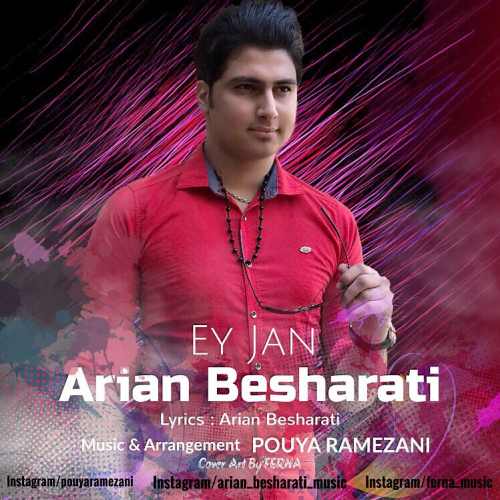 EY JAN
Arian Besharati
Lyrics : Arian Besharati
Music & Arrangement POUYA RAMEZANI
Cover Art By FERNA
Instagram/pouyaramezani Instagram/arian_besharati_music Instagram/ferna_music